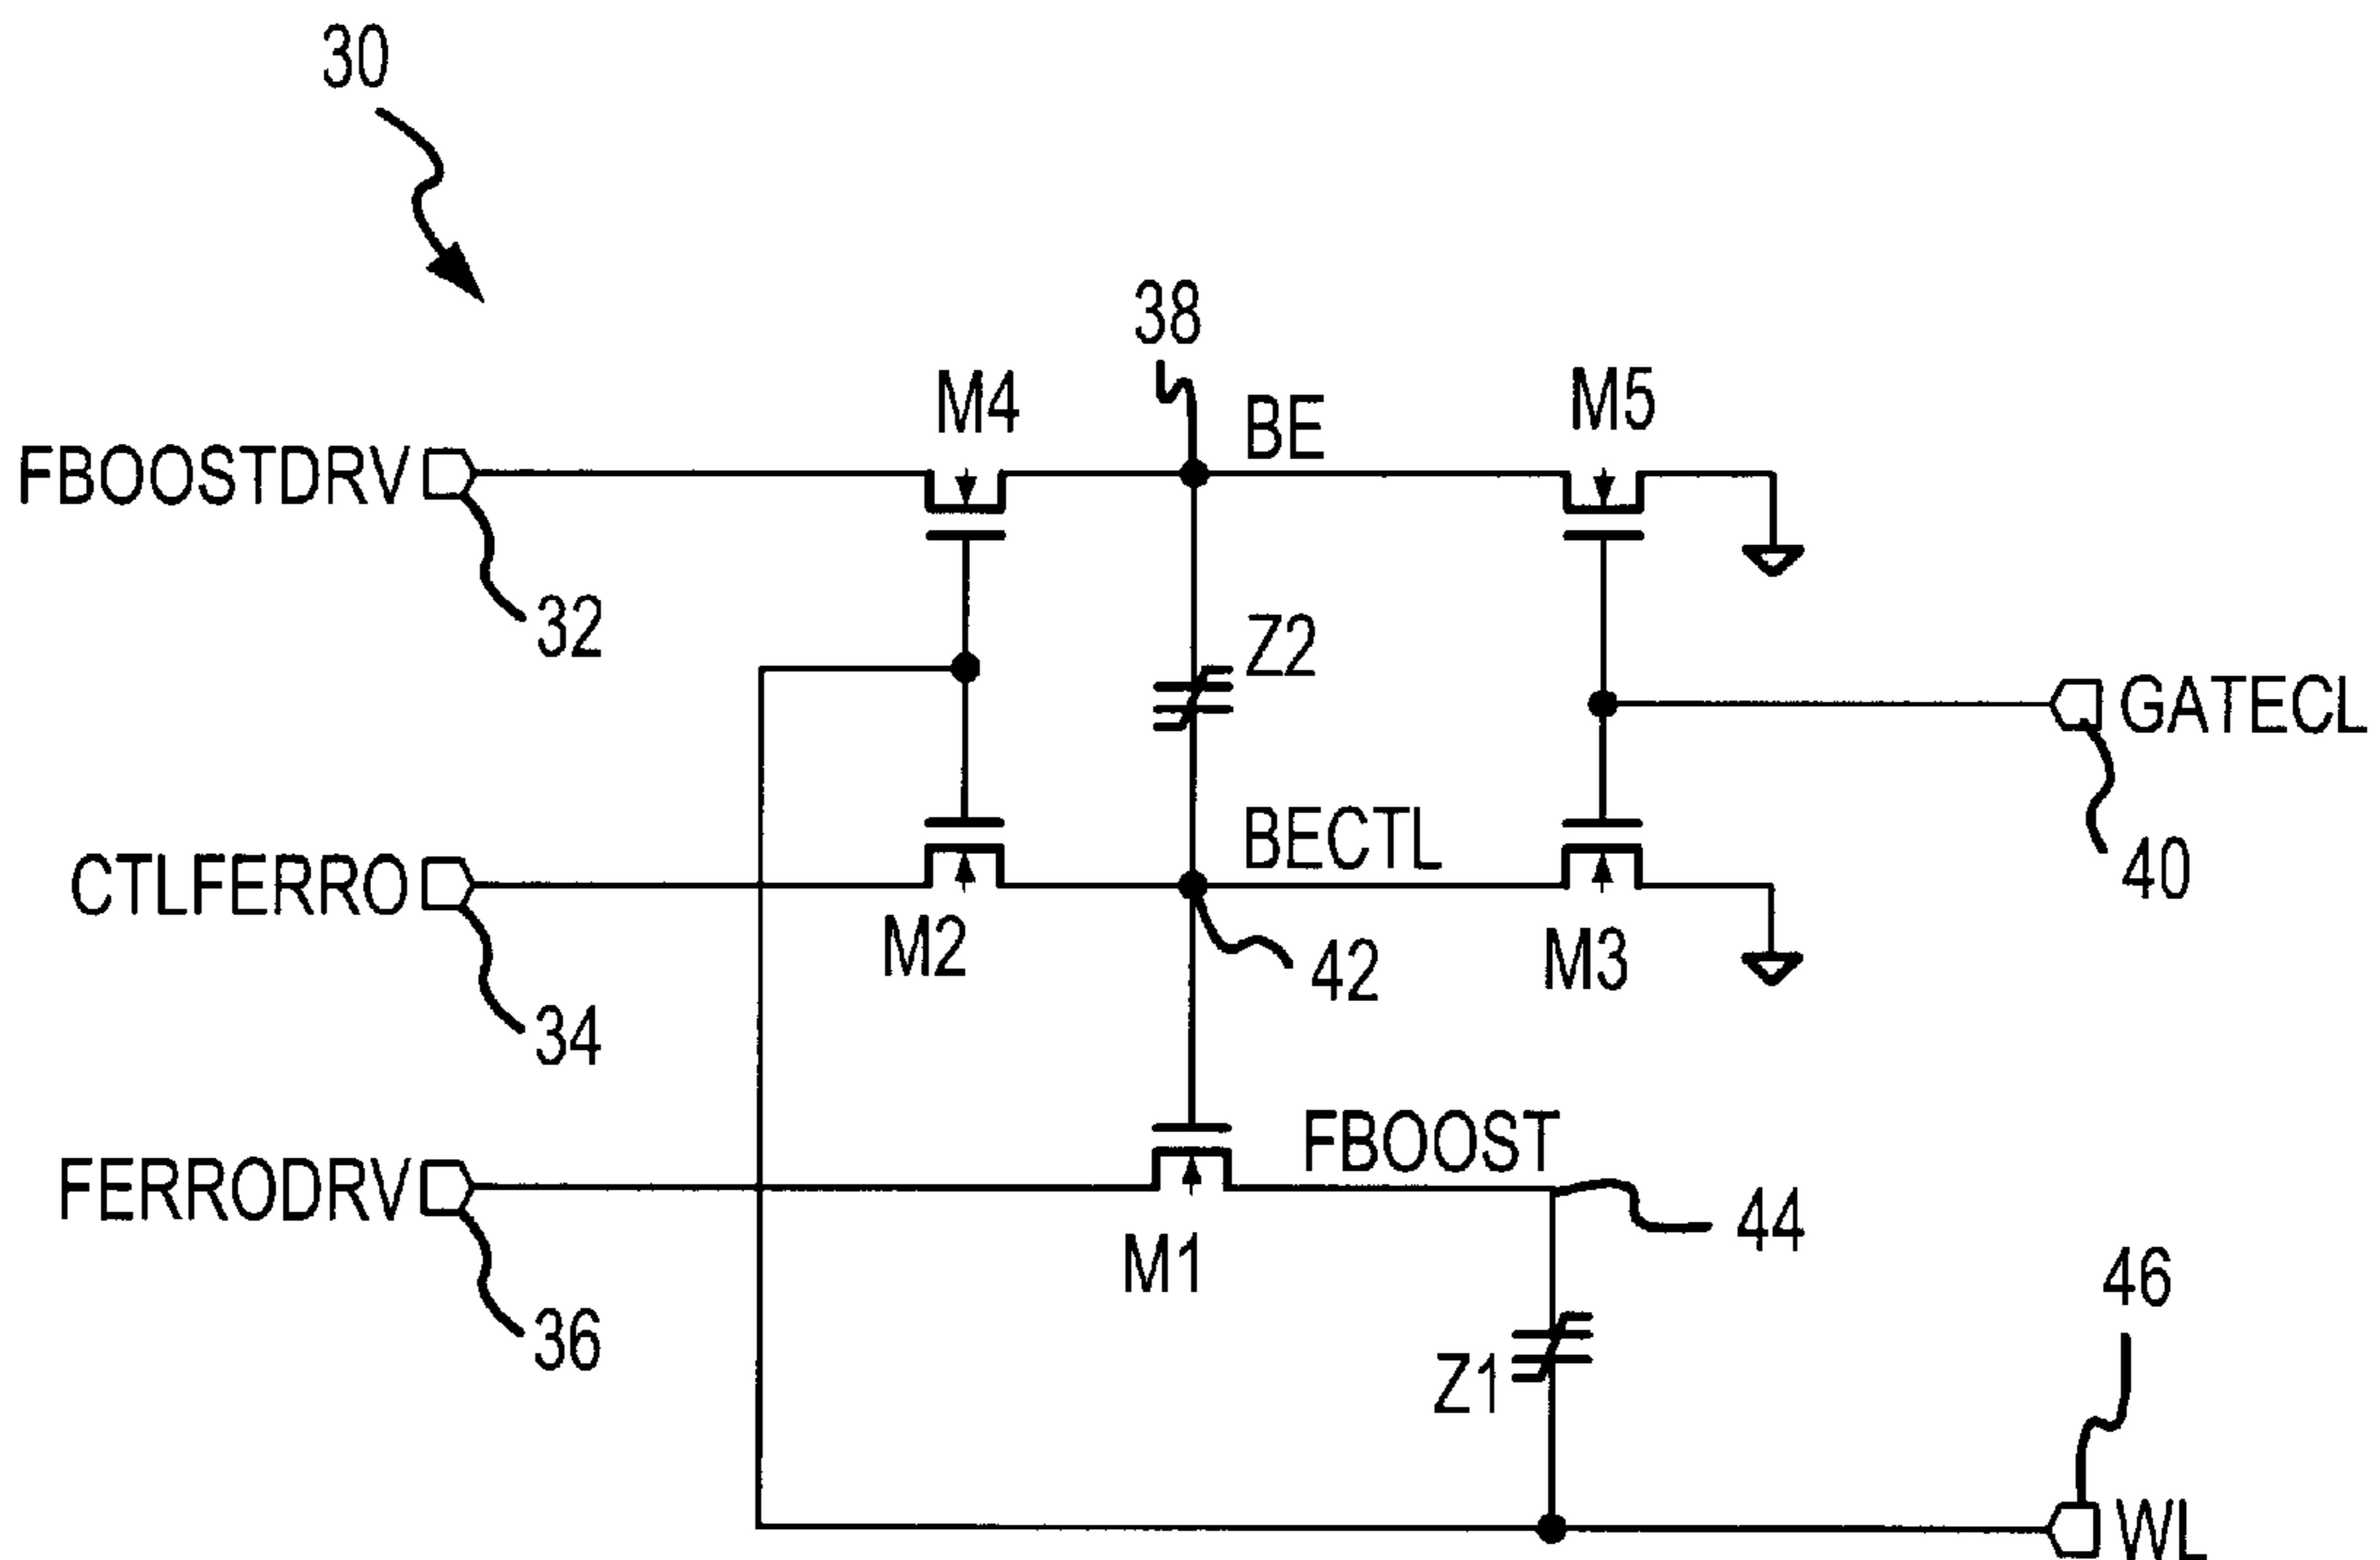 30
38
M4
BE
M5
FBOOSTDRV
32
Z2
GATECL
BECTL
CTLFERRO
40
M2
42
M3
34
FBOOST
FERRODRV
44
M1
46
36
Z1
WL